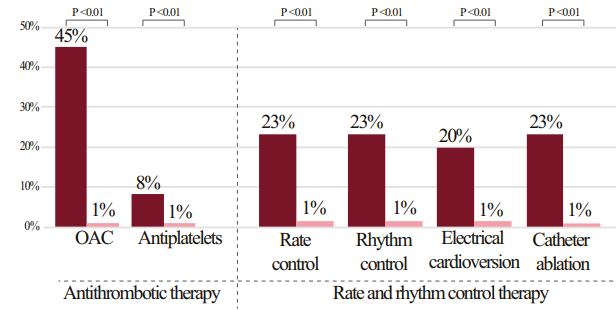 P <0.01 P <0.01 P <0.01 P <0.01 P <0.01 P <0.01
50%
45%
40%
30%
23% 23% 20% 23%
20%
8%
10%
1% 1% 1% 1% 1% 1%
0%
OAC Antiplatelets
Rate control
Rhythm control
Electrical cardioversion
Catheter ablation
Antithrombotic therapy
Rate and rhythm control therapy